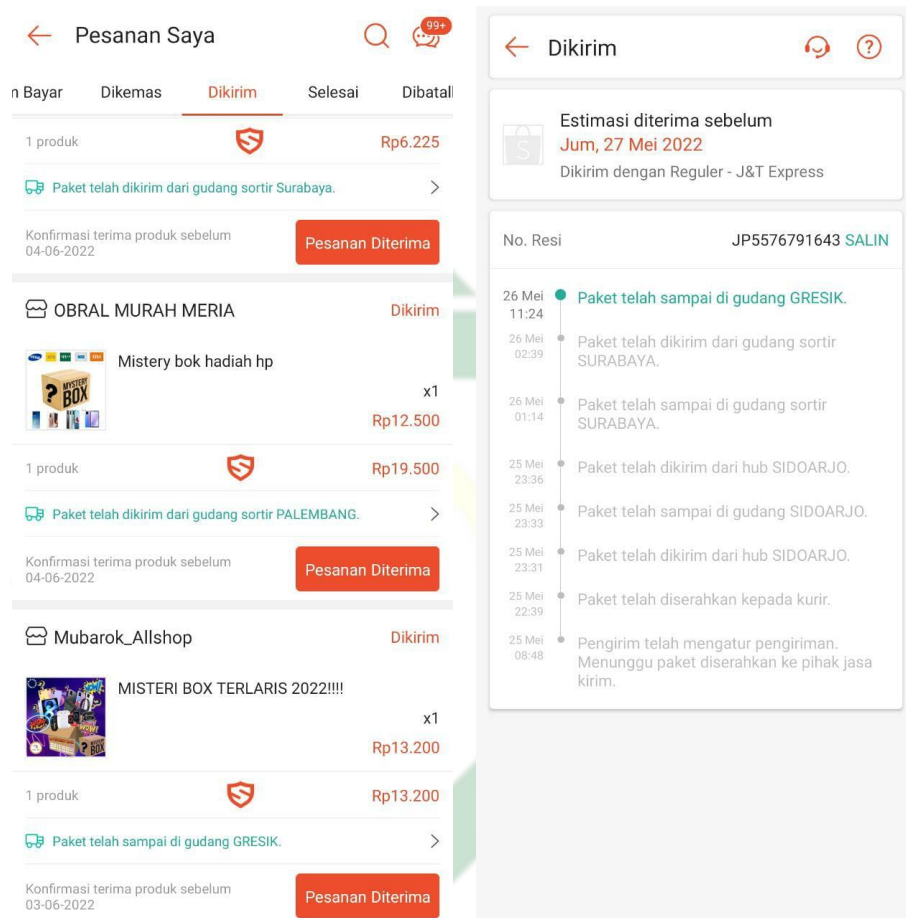 Pesanan Saya
99+
n Bayar Dikemas Dikirim Selesai Dibatall
1 produk Rp6.225
Paket telah dikirim dari gudang sortir Surabaya.
Konfirmasi terima produk sebelum
04-06-2022
Pesanan Diterima
OBRAL MURAH MERIA Dikirim
MYSTERY
BOX
Mistery bok hadiah hp
x1
Rp12.500
1 produk Rp19.500
Paket telah dikirim dari gudang sortir PALEMBANG.
Konfirmasi terima produk sebelum
04-06-2022
Pesanan Diterima
Mubarok_Allshop Dikirim
MISTERI BOX TERLARIS 2022!!!!
x1
Rp13.200
1 produk Rp13.200
Paket telah sampai di gudang GRESIK.
Konfirmasi terima produk sebelum
03-06-2022
Pesanan Diterima
Dikirim
Estimasi diterima sebelum
Jum, 27 Mei 2022
Dikirim dengan Reguler - J&T Express
No. Resi JP5576791643 SALIN
26 Mei
11:24
Paket telah sampai di gudang GRESIK.
26 Mei
02:39
Paket telah dikirim dari gudang sortir
SURABAYA.
26 Mei
01:14
Paket telah sampai di gudang sortir
SURABAYA.
25 Mei
23:36
Paket telah dikirim dari hub SIDOARJO.
25 Mei
23:33
Paket telah sampai di gudang SIDOARJO.
25 Mei
23:31
Paket telah dikirim dari hub SIDOARJO.
25 Mei
22:39
Paket telah diserahkan kepada kurir.
25 Mei
08:48
Pengirim telah mengatur pengiriman.
Menunggu paket diserahkan ke pihak jasa
kirim.